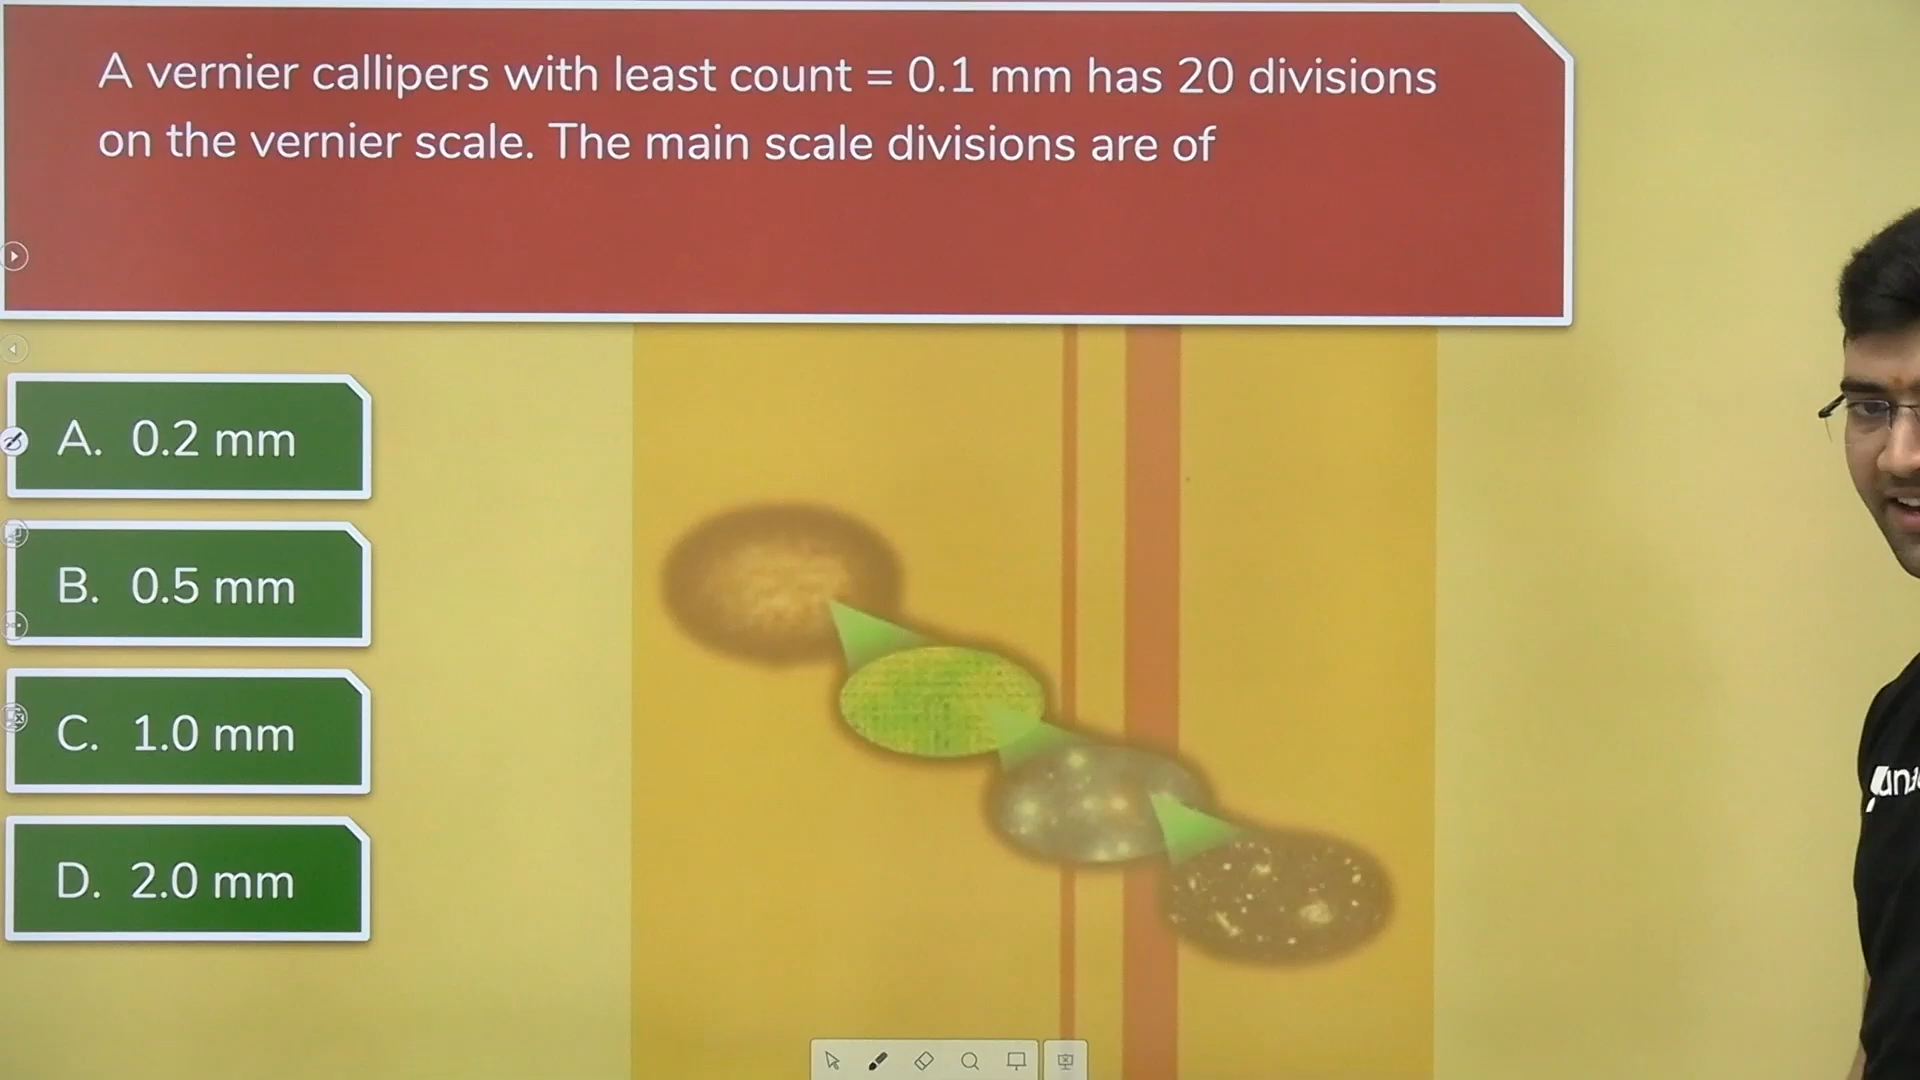 A vernier callipers with least count = 0.1 mm has 20 divisions
on the vernier scale. The main scale divisions are of
A. 0.2 mm
B. 0.5 mm
C. 1.0 mm
D. 2.0 mm